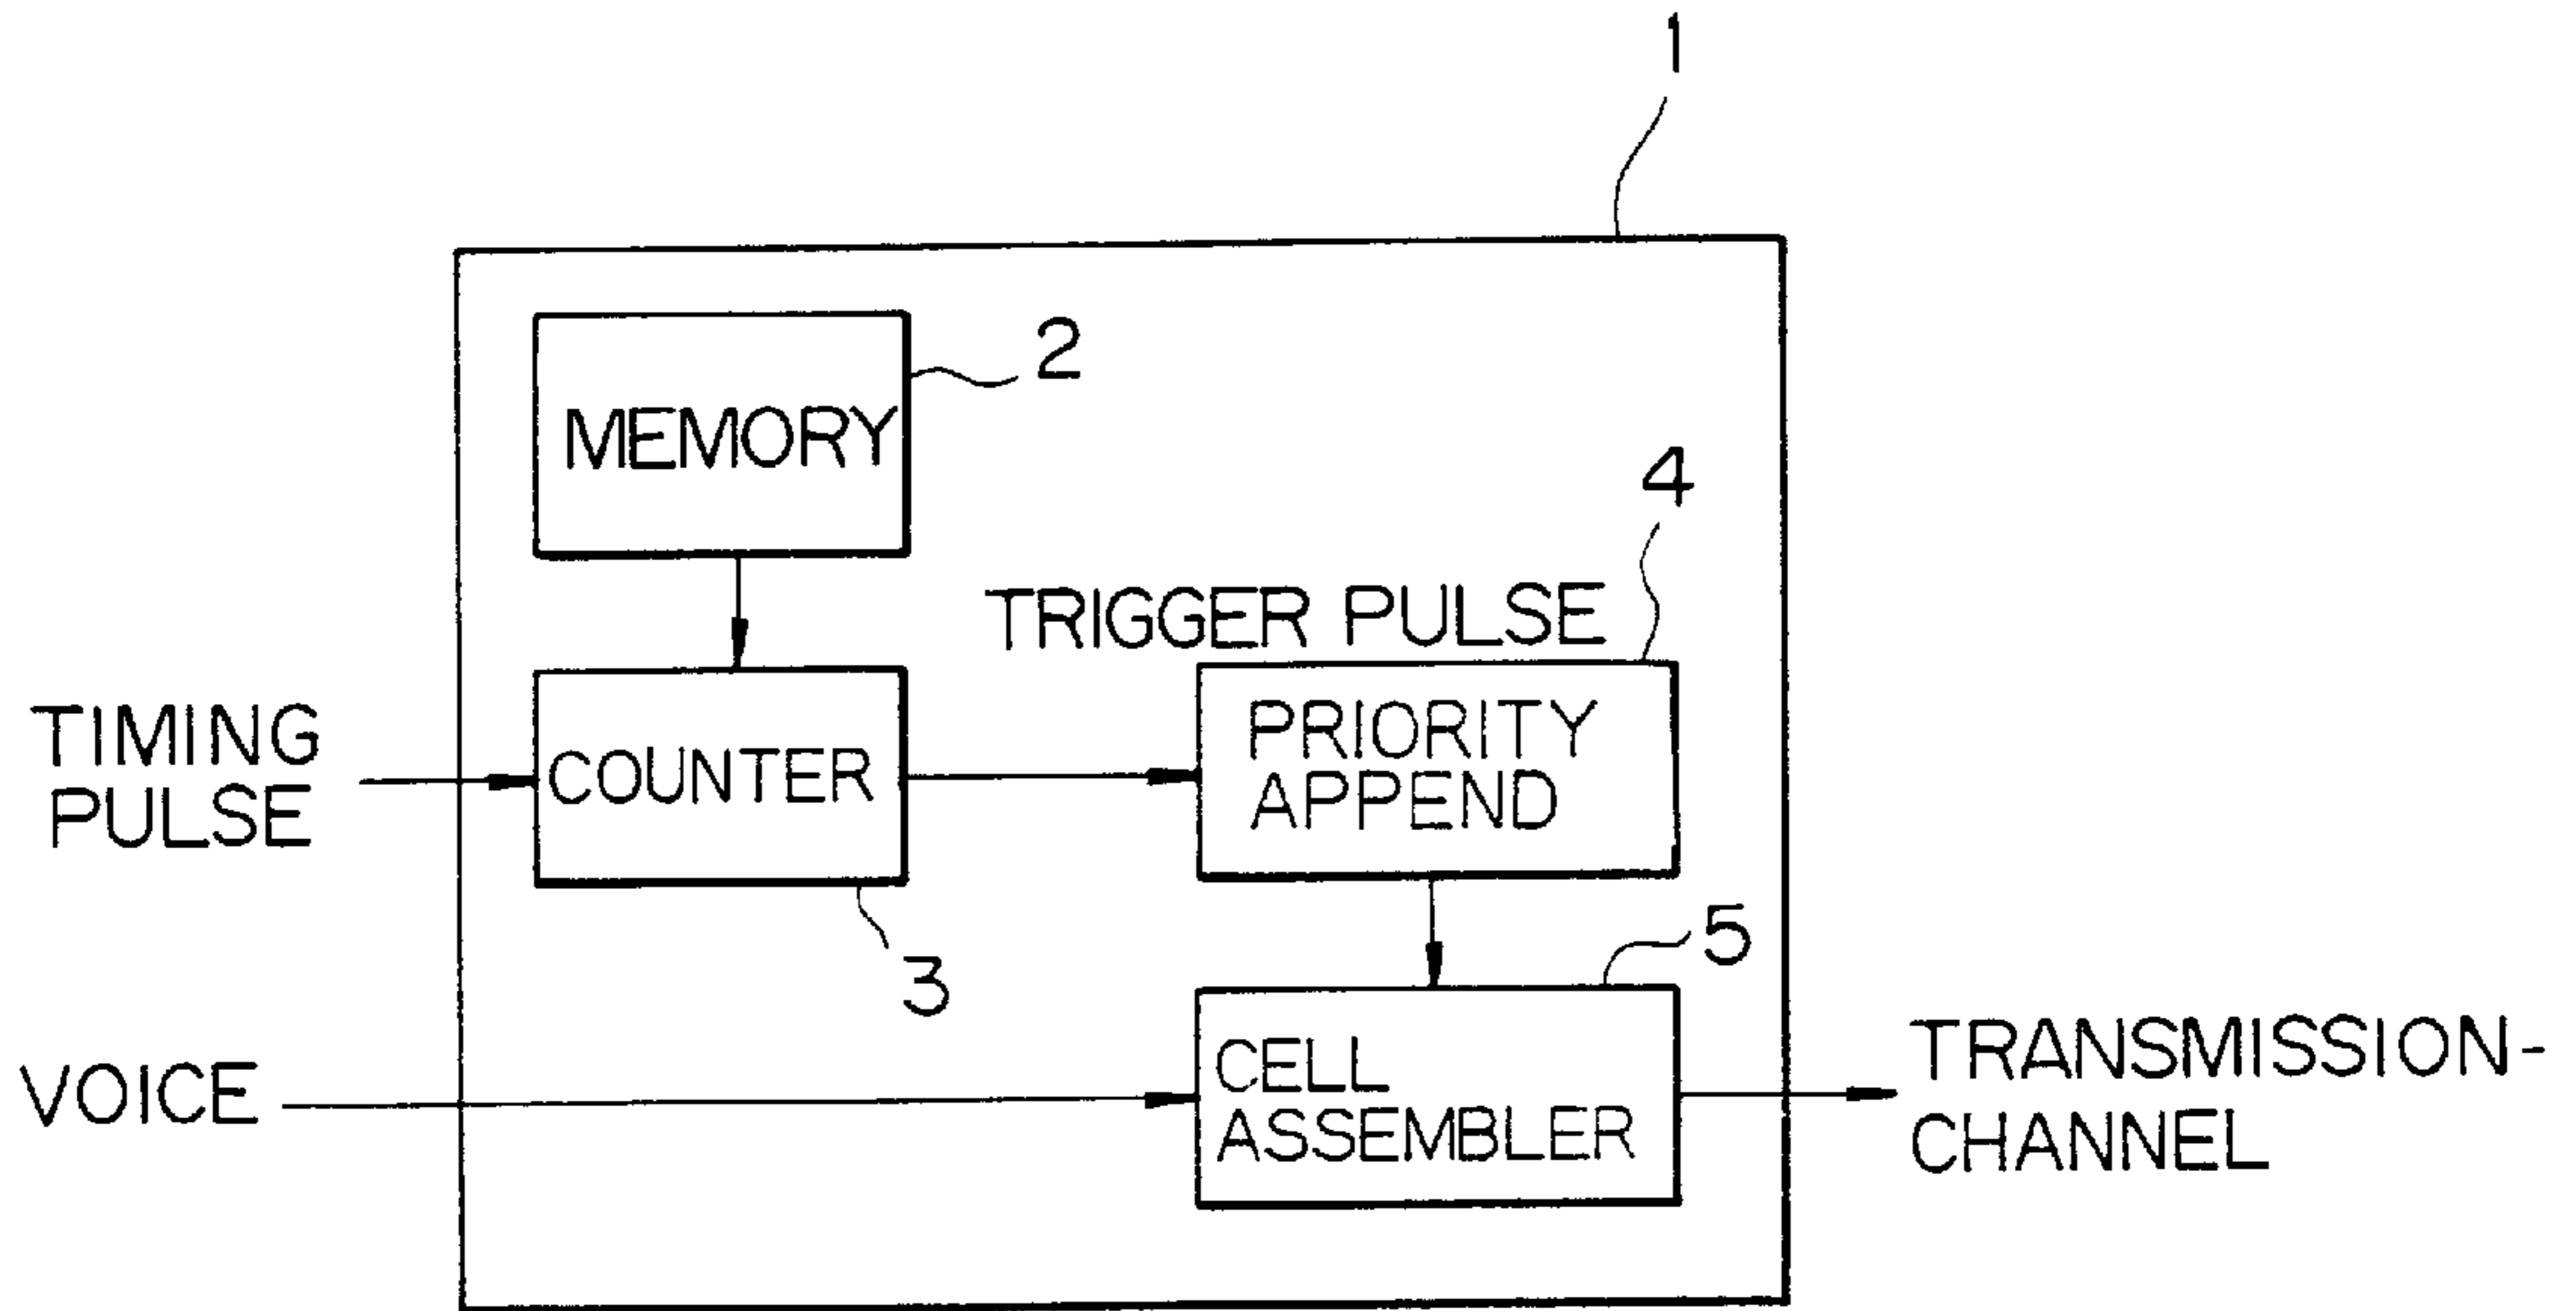 1
2
MEMORY
4
TRIGGER PULSE
TIMING
PULSE
COUNTER
PRIORITY
APPEND
3
5
VOICE
CELL
ASSEMBLER
TRANSMISSION-
CHANNEL